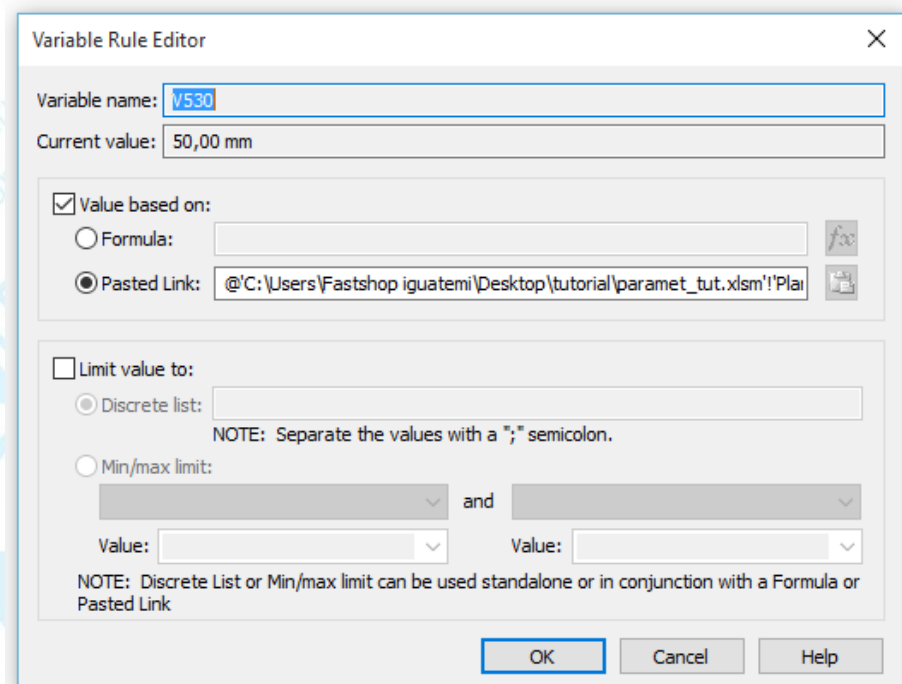 Variable Rule Editor
Variable name: V530
Current value: 50,00 mm
Value based on:
Formula:
fx
Pasted Link: @'C:\Users\Fastshop iguatemi\Desktop\tutorial\paramet_tut.xlsm'!'Plan
Limit value to:
Discrete list:
NOTE: Separate the values with a ";" semicolon.
Min/max limit:
and
Value: Value:
NOTE: Discrete List or Min/max limit can be used standalone or in conjunction with a Formula or
Pasted Link
OK Cancel Help